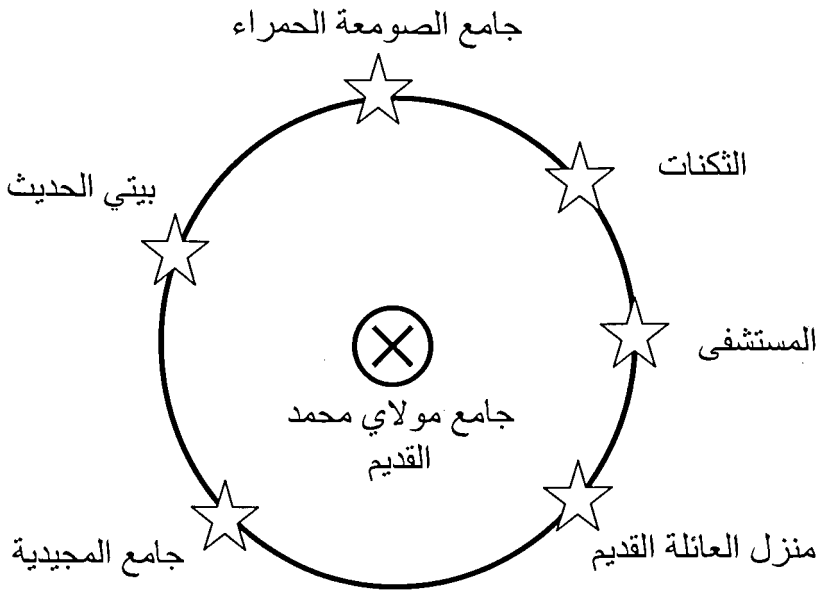 جامع الصومعة الحمراء
الثكنات
بيتي الحديث
المستشفى
جامع مولاي محمد
القديم
منزل العائلة القديم
جامع المجيدية